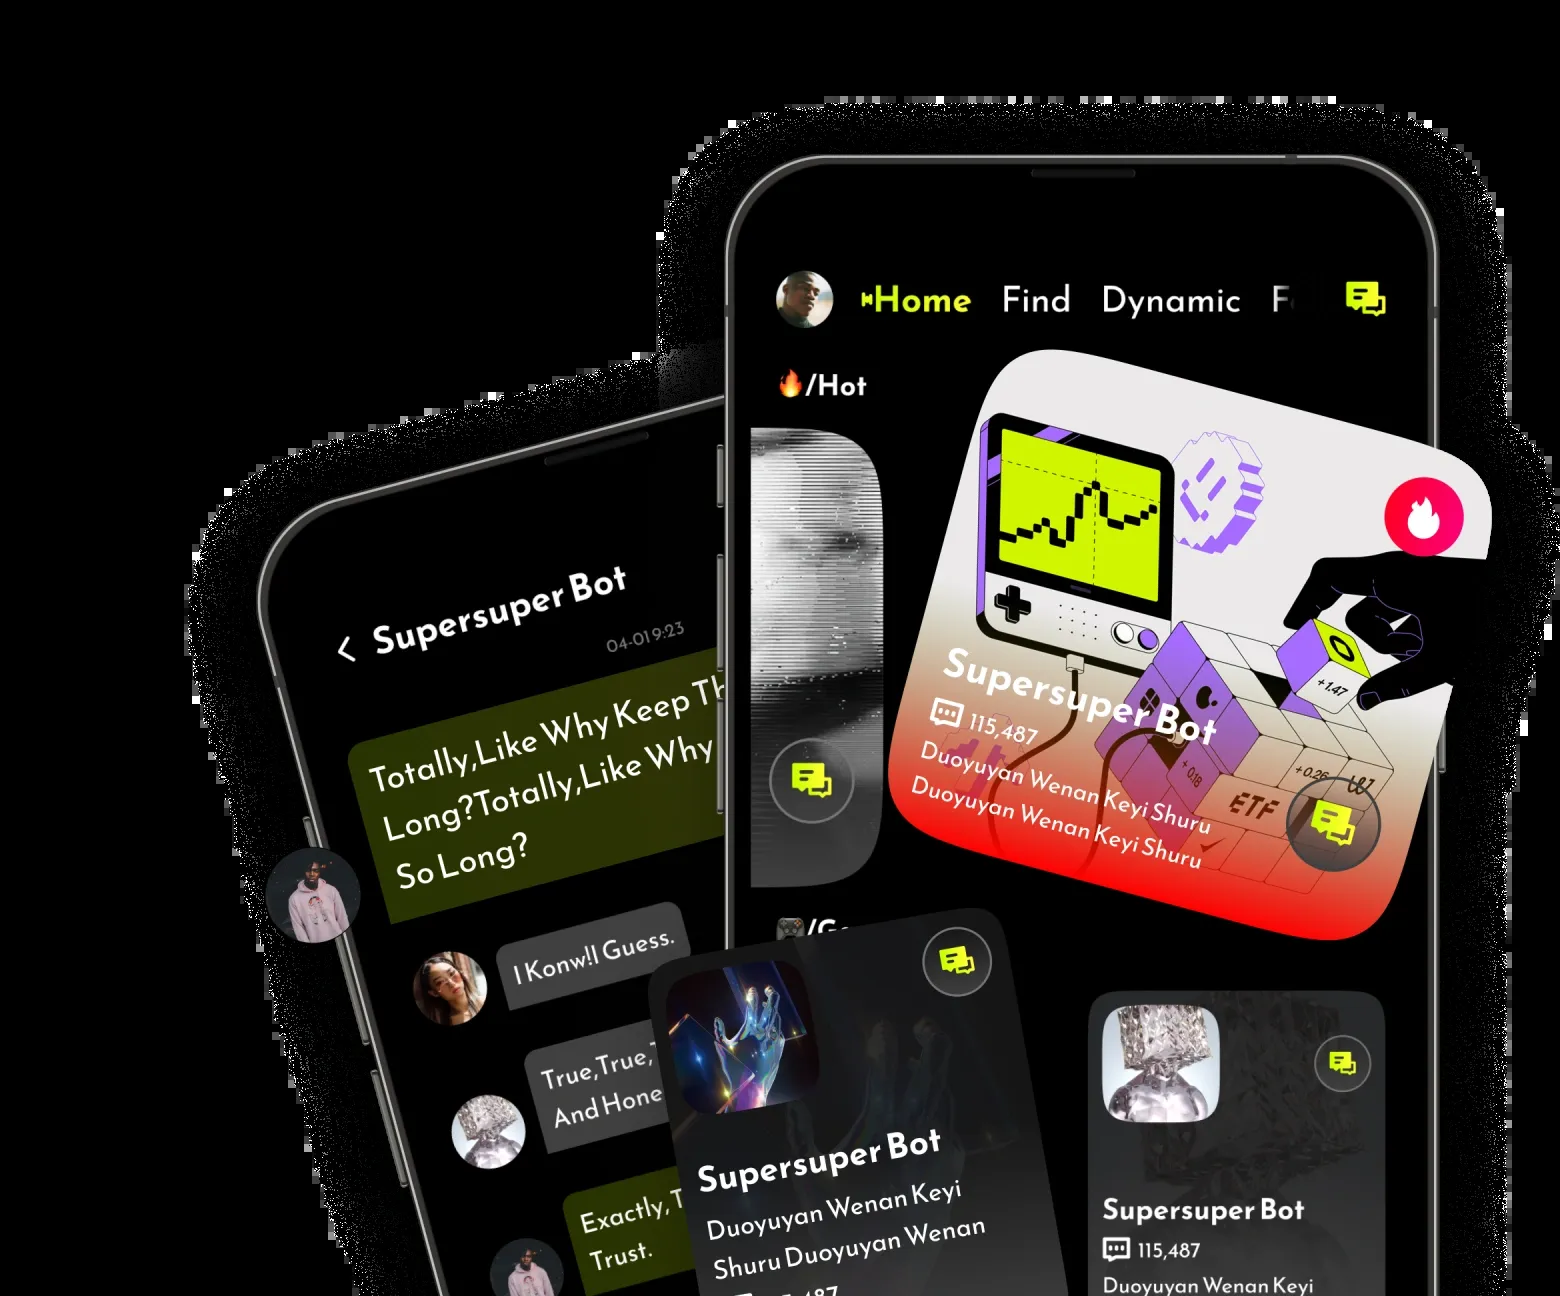 Home Find Dynamic
/Hot
+1.47
+0.26
+0.18
ETF
Supersuper Bot
115,487
Duoyuyan Wenan Keyi Shuru
Duoyuyan Wenan Keyi Shuru
Supersuper Bot
04-01 9:23
Totally,Like Why Keep Th
Long?Totally,Like Why
So Long?
I Konw!I Guess.
True,True,
And Hone
Exactly, T
Trust.
Supersuper Bot
Duoyuyan Wenan Keyi
Shuru Duoyuyan Wenan
Supersuper Bot
115,487
Duoyuyan Wenan Keyi